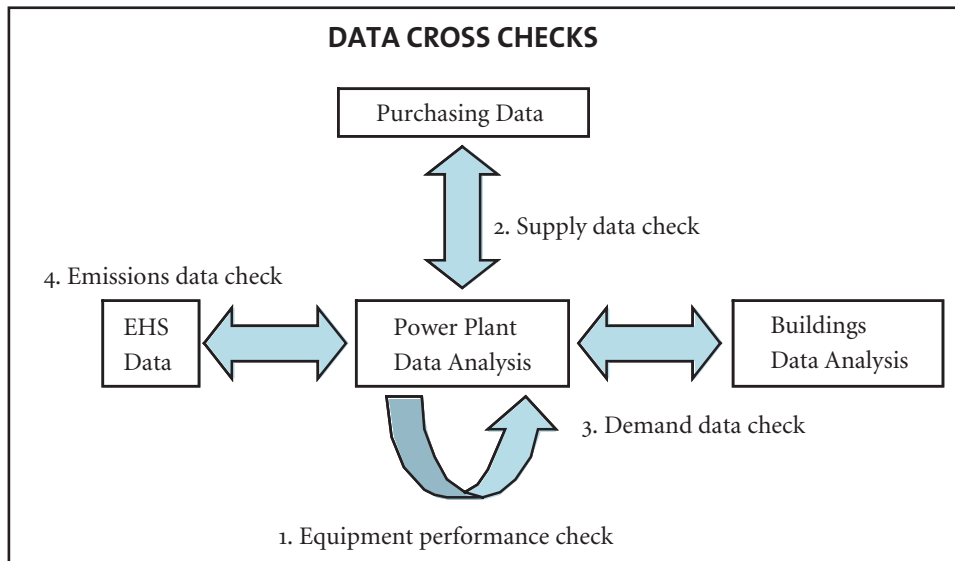 DATA CROSS CHECKS
Purchasing Data
2. Supply data check
4. Emissions data check
EHS
Data
Power Plant
Data Analysis
Buildings
Data Analysis
3. Demand data check
1. Equipment performance check